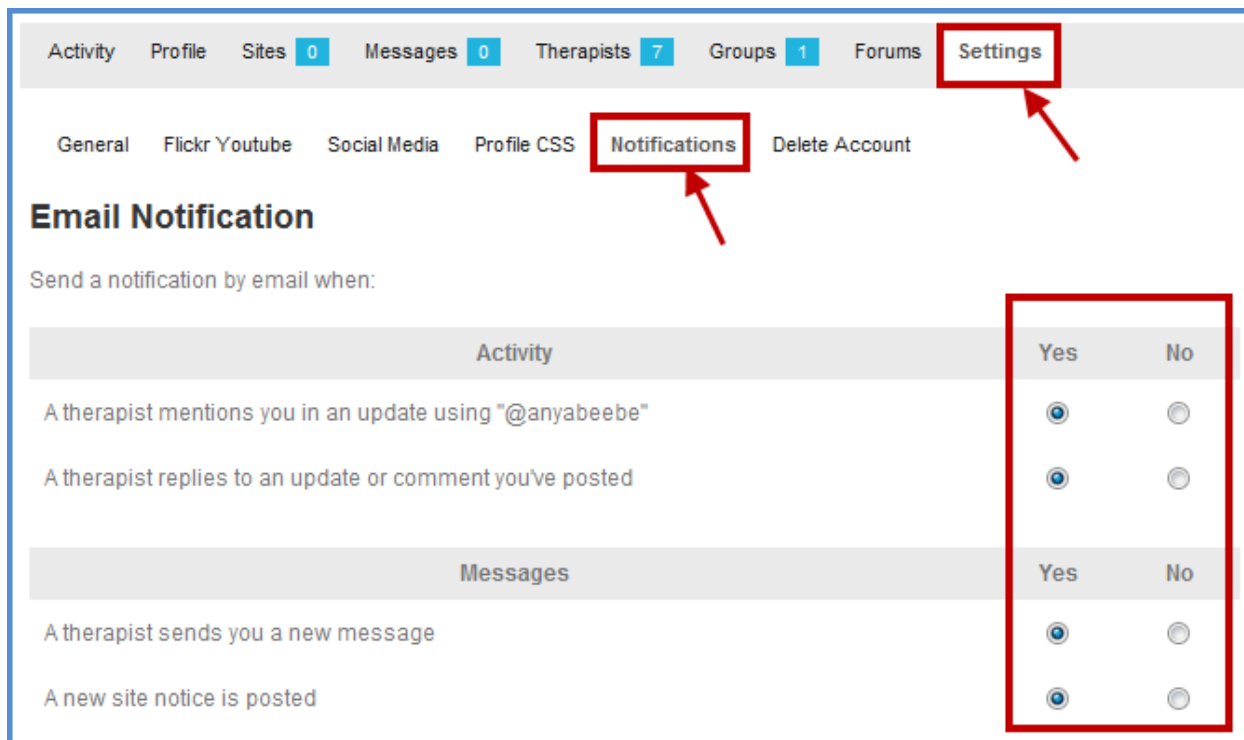 Activity Profile Sites 0 Messages 0 Therapists 7 Groups 1 Forums Settings
General Flickr Youtube Social Media Profile CSS Notifications Delete Account
Email Notification
Send a notification by email when:
Activity Yes No
A therapist mentions you in an update using "@anyabeebe"
A therapist replies to an update or comment you've posted
Messages Yes No
A therapist sends you a new message
A new site notice is posted